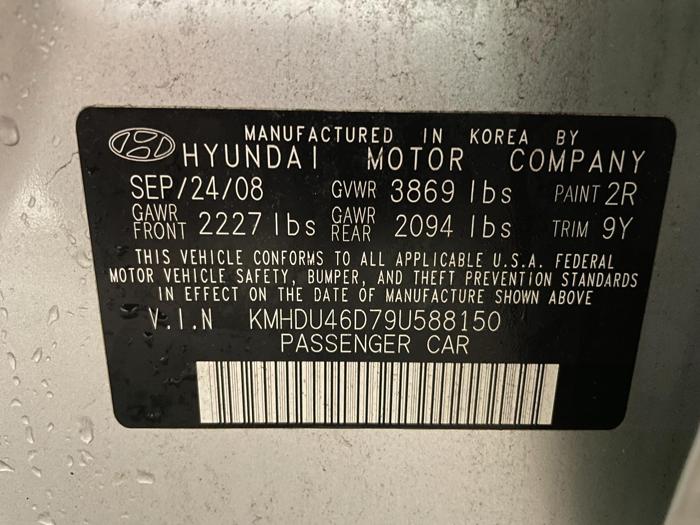 MANUFACTURED IN KOREA BY
HYUNDAI MOTOR COMPANY
SEP/24/08 GVWR 3869 lbs PAINT 2R
GAWR FRONT 2227 lbs GAWR REAR 2094 lbs TRIM 9Y
THIS VEHICLE CONFORMS TO ALL APPLICABLE U.S.A. FEDERAL
MOTOR VEHICLE SAFETY, BUMPER, AND THEFT PREVENTION STANDARDS
IN EFFECT ON THE DATE OF MANUFACTURE SHOWN ABOVE
V.I.N KMHDU46D79U588150
PASSENGER CAR